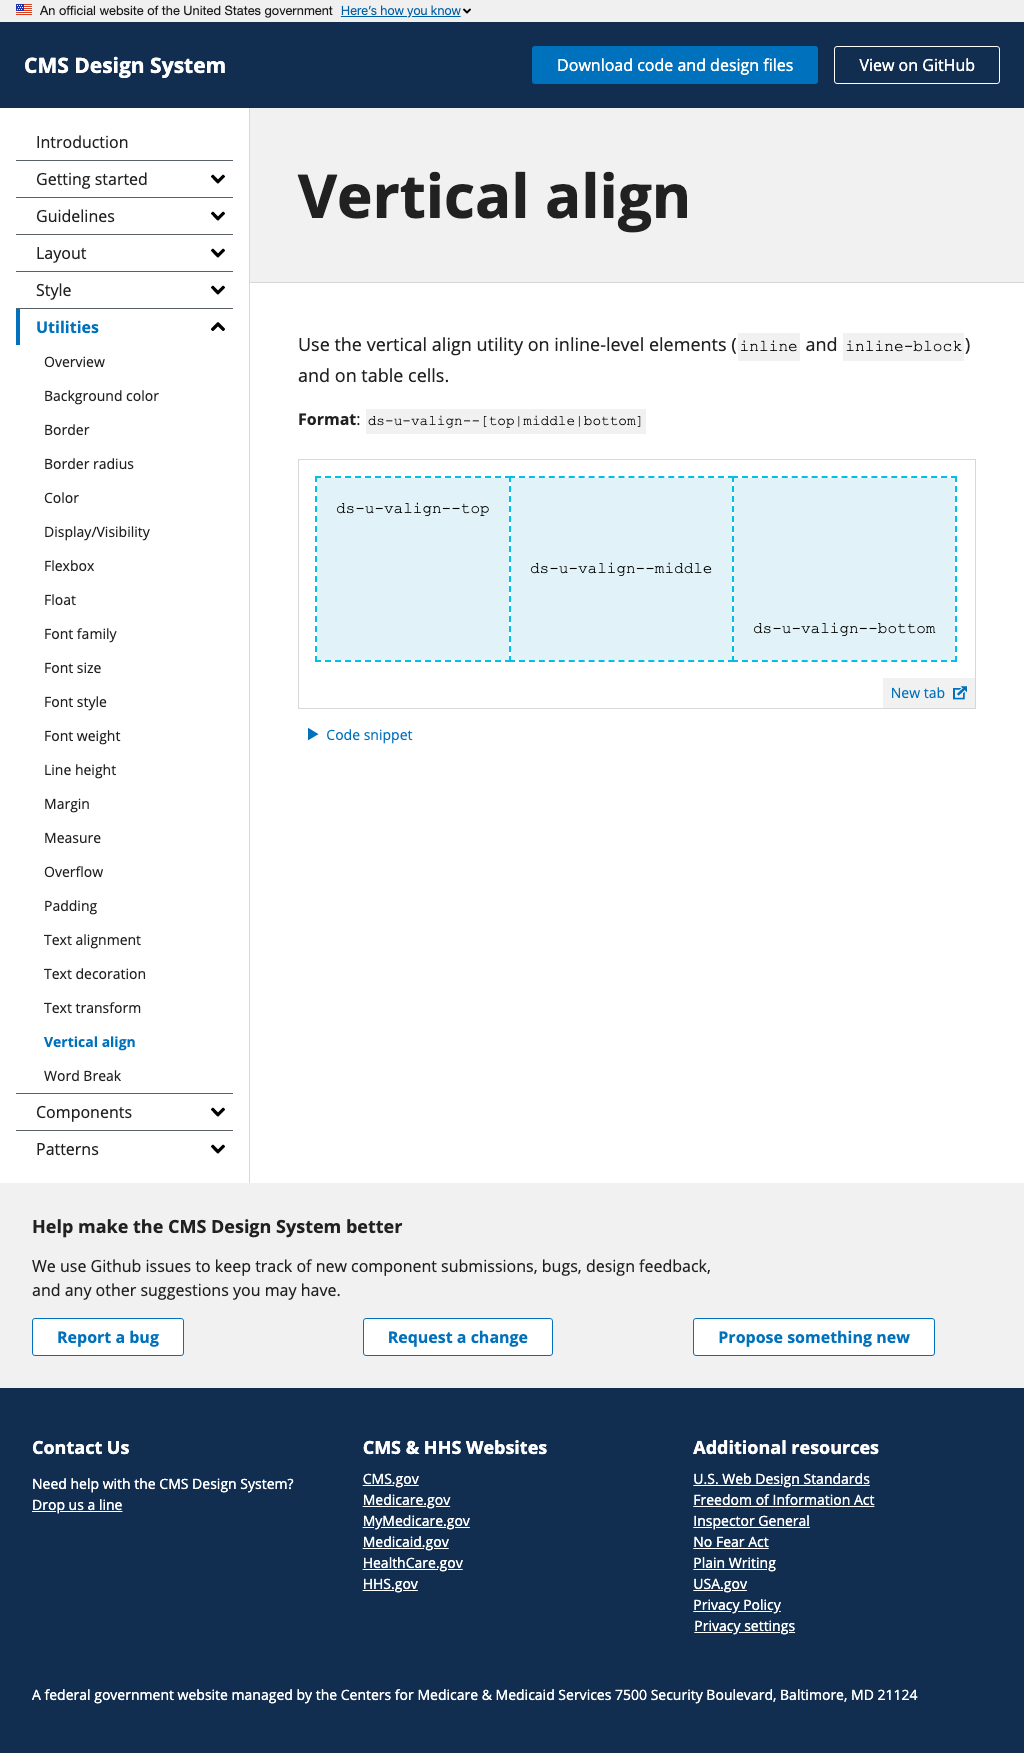 An official website of the United States government Here's how you know
CMS Design System
Download code and design files
View on GitHub
Introduction
Getting started
Guidelines
Layout
Style
Utilities
Overview
Background color
Border
Border radius
Color
Display/Visibility
Flexbox
Float
Font family
Font size
Font style
Font weight
Line height
Margin
Measure
Overflow
Padding
Text alignment
Text decoration
Text transform
Vertical align
Word Break
Components
Patterns
Vertical align
Use the vertical align utility on inline-level elements (inline and inline-block)
and on table cells.
Format: ds-u-valign--[top|middle|bottom]
ds-u-valign--top
ds-u-valign--middle
ds-u-valign--bottom
New tab
Code snippet
Help make the CMS Design System better
We use Github issues to keep track of new component submissions, bugs, design feedback,
and any other suggestions you may have.
Report a bug
Request a change
Propose something new
Contact Us
Need help with the CMS Design System?
Drop us a line
CMS & HHS Websites
CMS.gov
Medicare.gov
MyMedicare.gov
Medicaid.gov
HealthCare.gov
HHS.gov
Additional resources
U.S. Web Design Standards
Freedom of Information Act
Inspector General
No Fear Act
Plain Writing
USA.gov
Privacy Policy
Privacy settings
A federal government website managed by the Centers for Medicare & Medicaid Services 7500 Security Boulevard, Baltimore, MD 21124